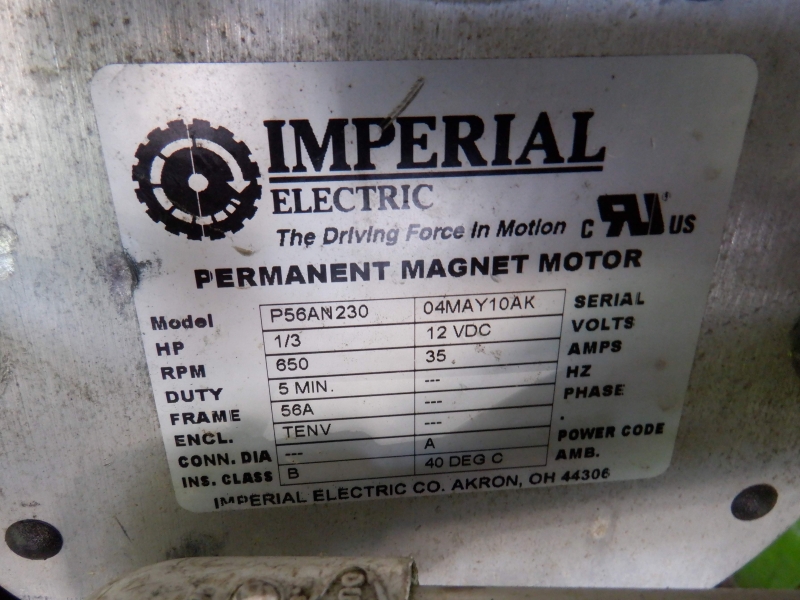 IMPERIAL
ELECTRIC
The Driving Force In Motion
C RU US
PERMANENT MAGNET MOTOR
Model P56AN230 04MAY10AK SERIAL
HP 1/3 12 VDC VOLTS
RPM 650 35 AMPS
DUTY 5 MIN. --- HZ
FRAME 56A --- PHASE
ENCL. TENV --- .
CONN. DIA --- A POWER CODE
INS. CLASS B 40 DEG C AMB.
IMPERIAL ELECTRIC CO. AKRON, OH 44306